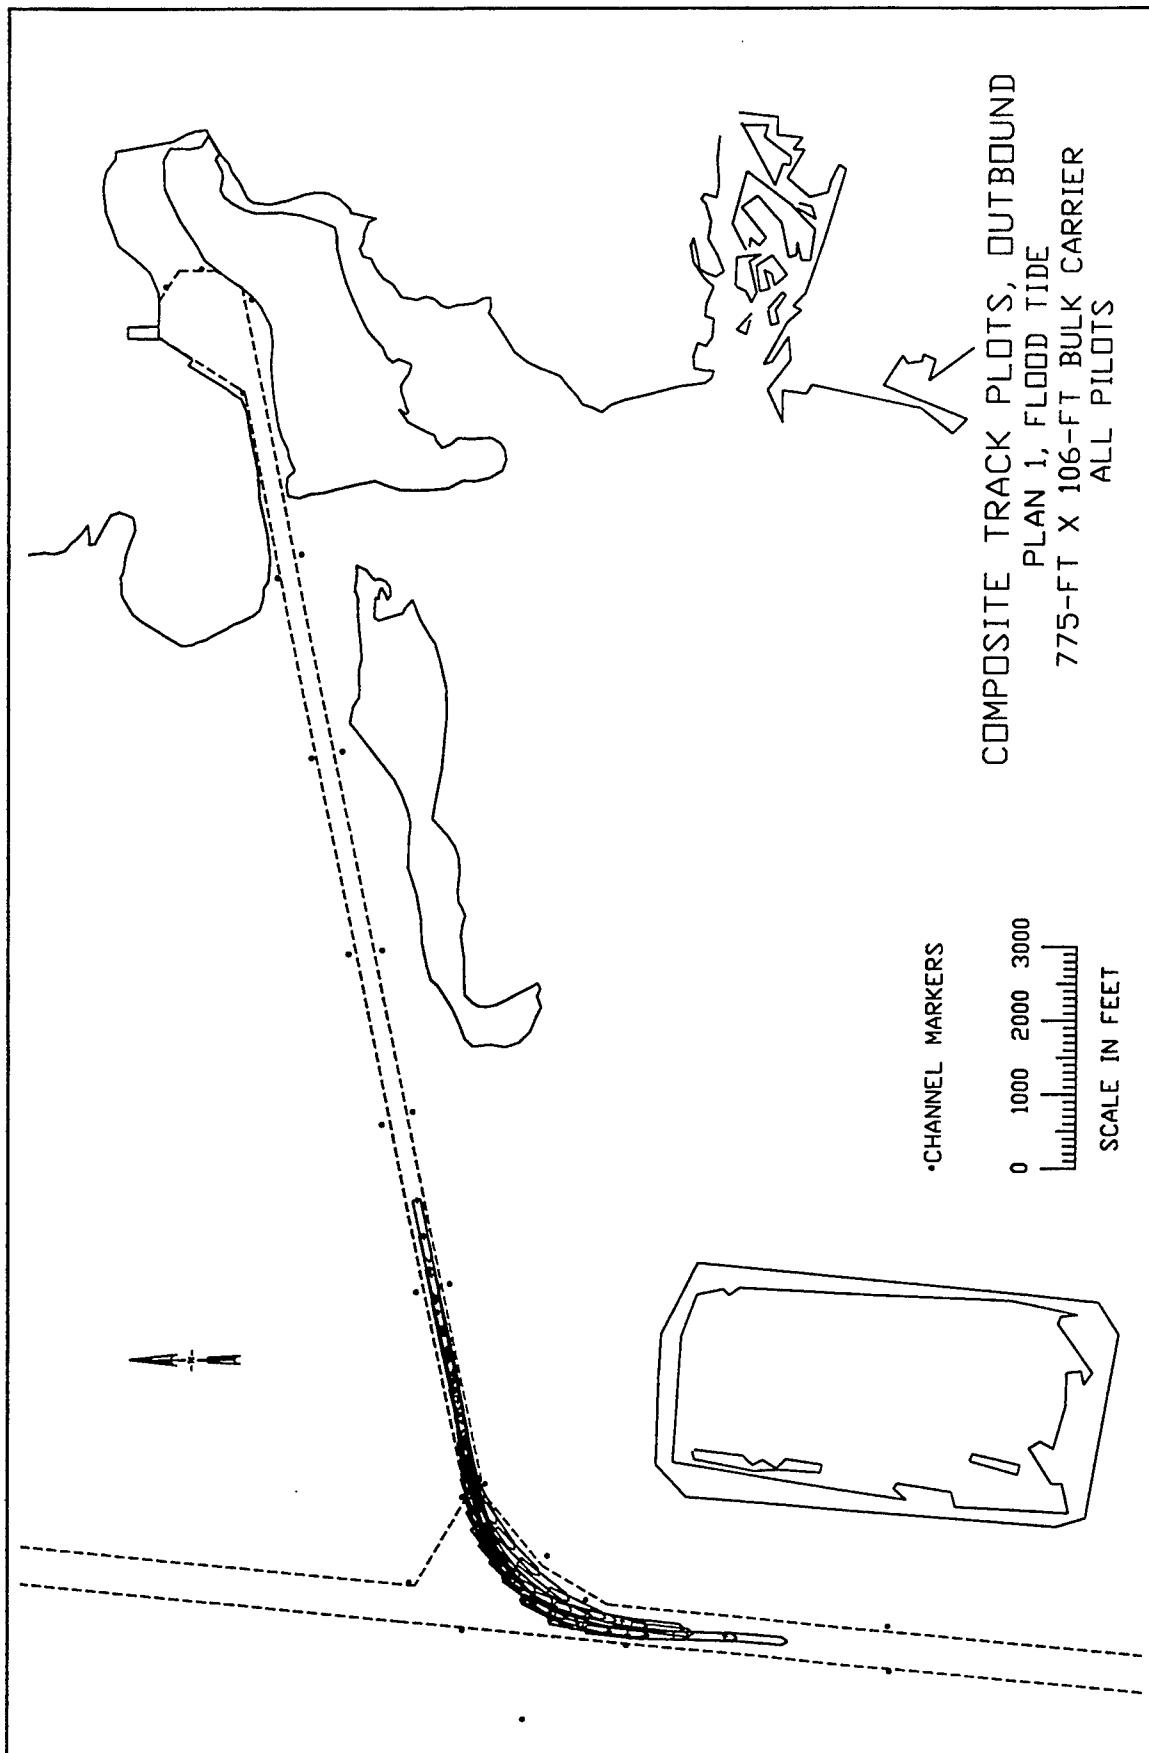 COMPOSITE TRACK PLOTS, OUTBOUND
PLAN 1, FLOOD TIDE
775-FT X 106-FT BULK CARRIER
ALL PILOTS
•CHANNEL MARKERS
0 1000 2000 3000
SCALE IN FEET
N